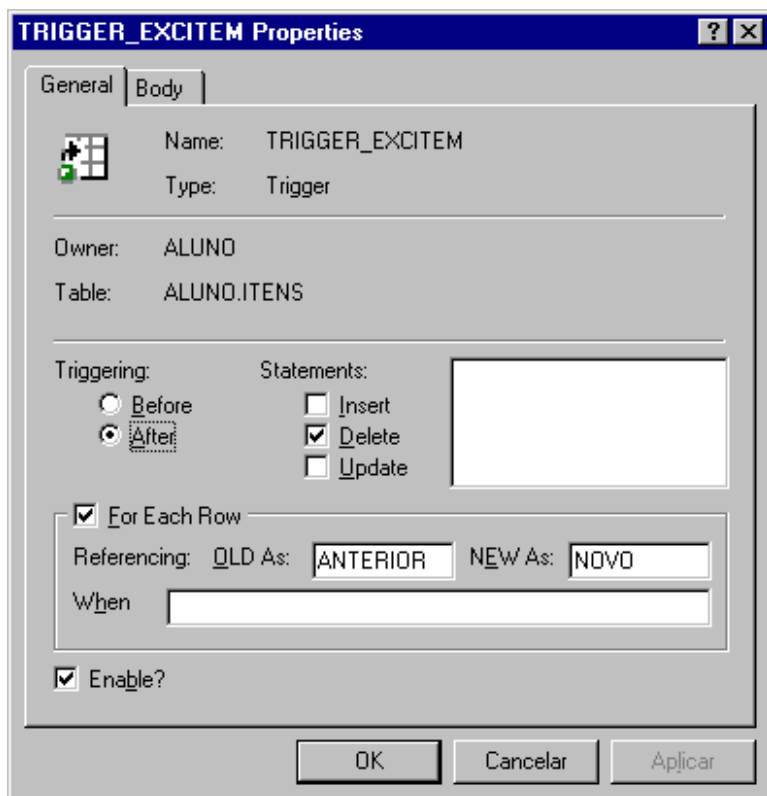 TRIGGER_EXCITEM Properties
General Body
Name: TRIGGER_EXCITEM
Type: Trigger
Owner: ALUNO
Table: ALUNO.ITENS
Triggering: Statements:
Before Insert
After Delete
Update
For Each Row
Referencing: OLD As: ANTERIOR NEW As: NOVO
When
Enable?
OK Cancelar Aplicar